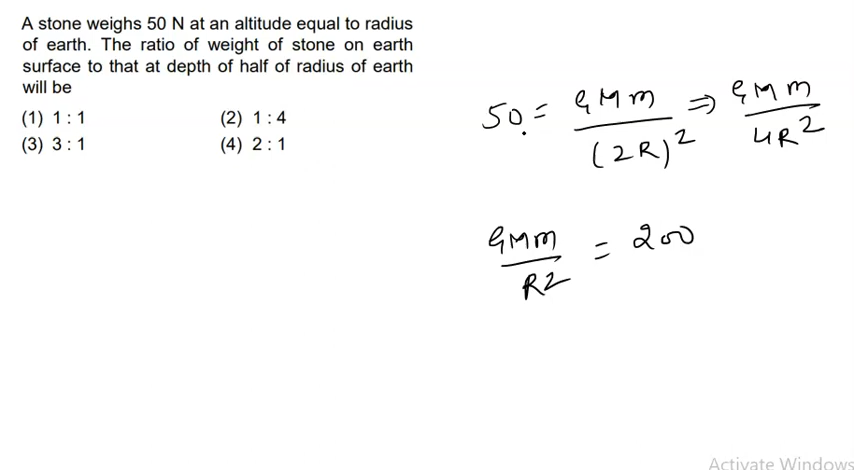 A stone weighs 50 N at an altitude equal to radius
of earth. The ratio of weight of stone on earth
surface to that at depth of half of radius of earth
will be
(1) 1 : 1 (2) 1 : 4
(3) 3 : 1 (4) 2 : 1
50. = GMm / (2R)^2 ⇒ GMm / 4R^2
GMm / R2 = 200
Activate Windows